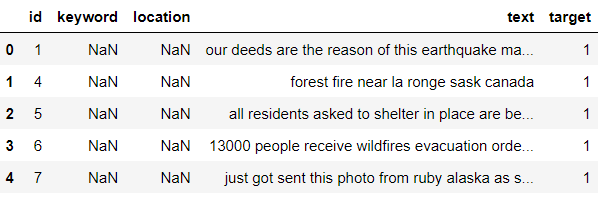 id keyword location text target
0 1 NaN NaN our deeds are the reason of this earthquake ma... 1
1 4 NaN NaN forest fire near la ronge sask canada 1
2 5 NaN NaN all residents asked to shelter in place are be... 1
3 6 NaN NaN 13000 people receive wildfires evacuation orde... 1
4 7 NaN NaN just got sent this photo from ruby alaska as s... 1